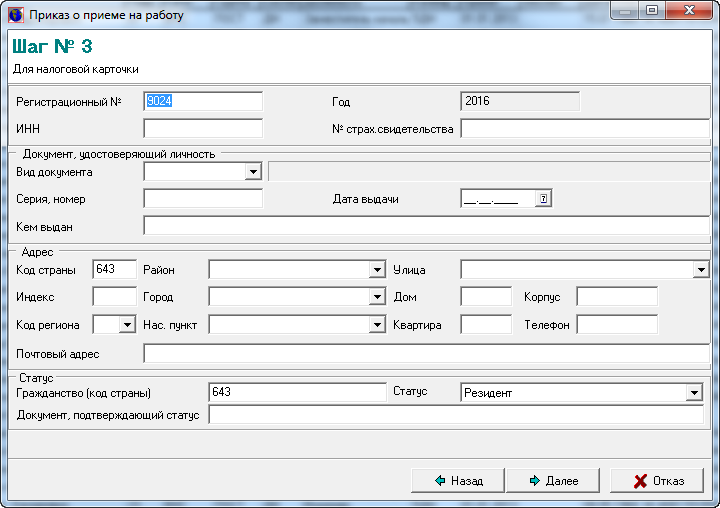 Приказ о приеме на работу
Шаг № 3
Для налоговой карточки
Регистрационный № 9024 Год 2016
ИНН № страх.свидетельства
Документ, удостоверяющий личность
Вид документа
Серия, номер Дата выдачи __.__.____
Кем выдан
Адрес
Код страны 643 Район Улица
Индекс Город Дом Корпус
Код региона Нас. пункт Квартира Телефон
Почтовый адрес
Статус
Гражданство (код страны) 643 Статус Резидент
Документ, подтверждающий статус
Назад Далее Отказ